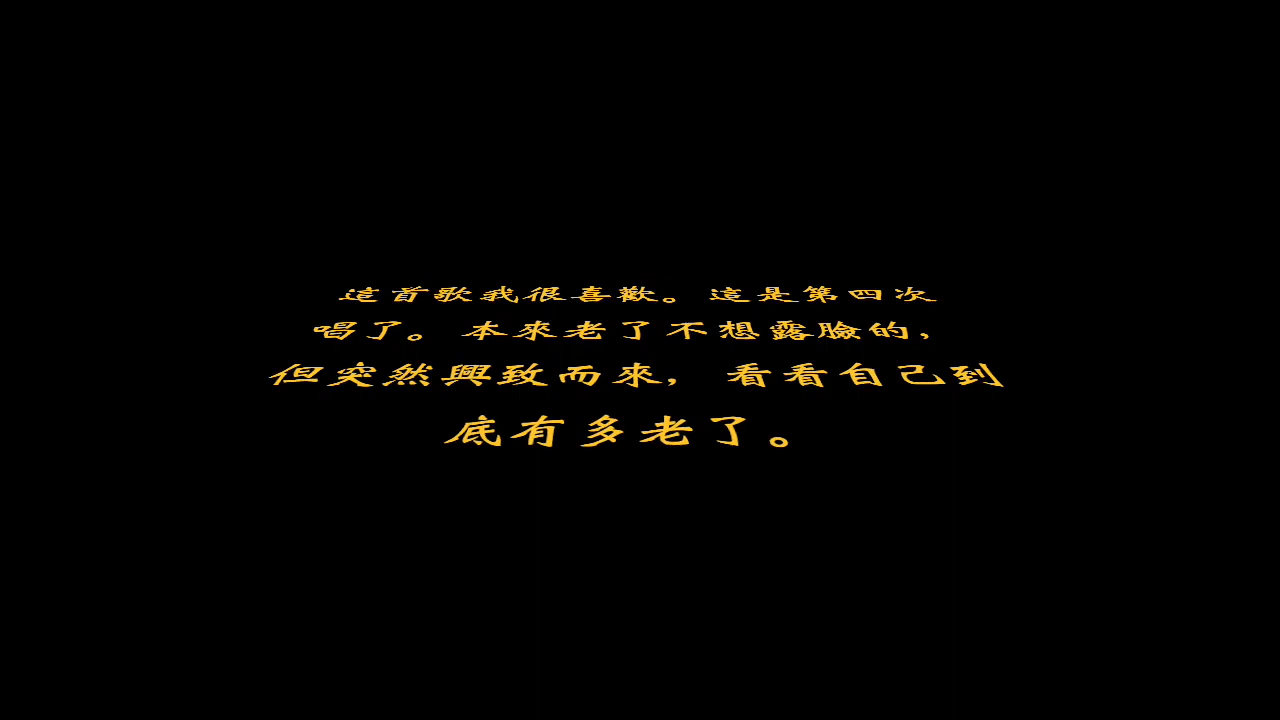 這首歌我很喜歡。這是第四次
唱了。本來老了不想露臉的,
但突然興致而來,看看自己到
底有多老了。